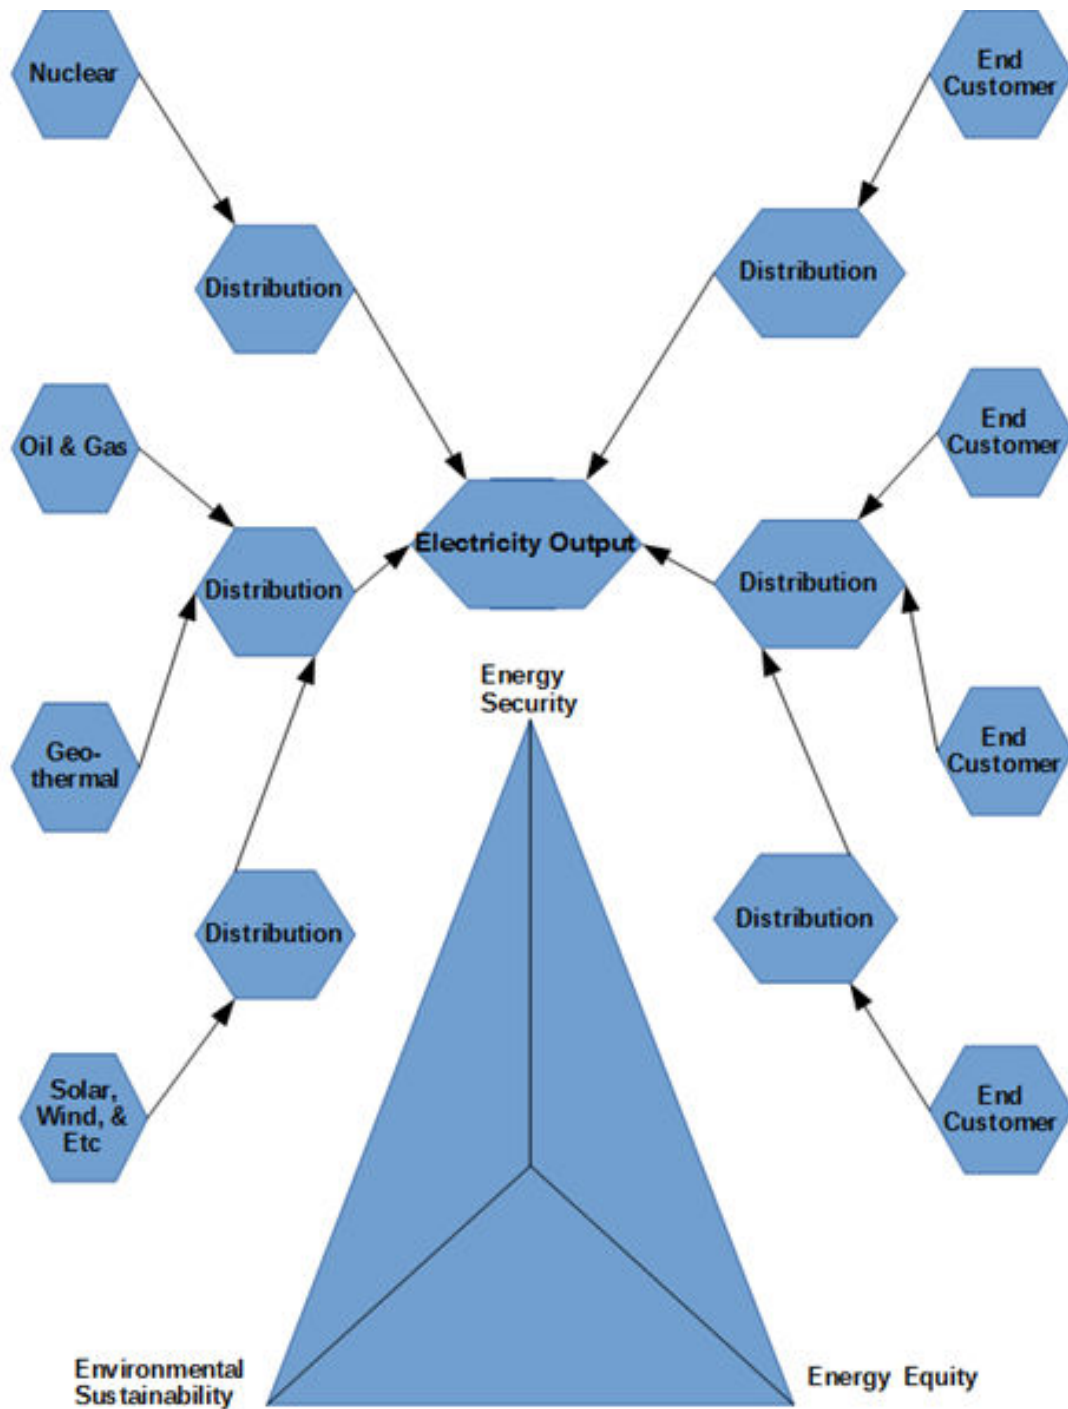 Nuclear
End
Customer
Distribution
Distribution
Oil & Gas
End
Customer
Electricity Output
Distribution
Distribution
Energy
Security
Geo-
thermal
End
Customer
Distribution
Distribution
Solar,
Wind, &
Etc
End
Customer
Environmental
Sustainability
Energy Equity